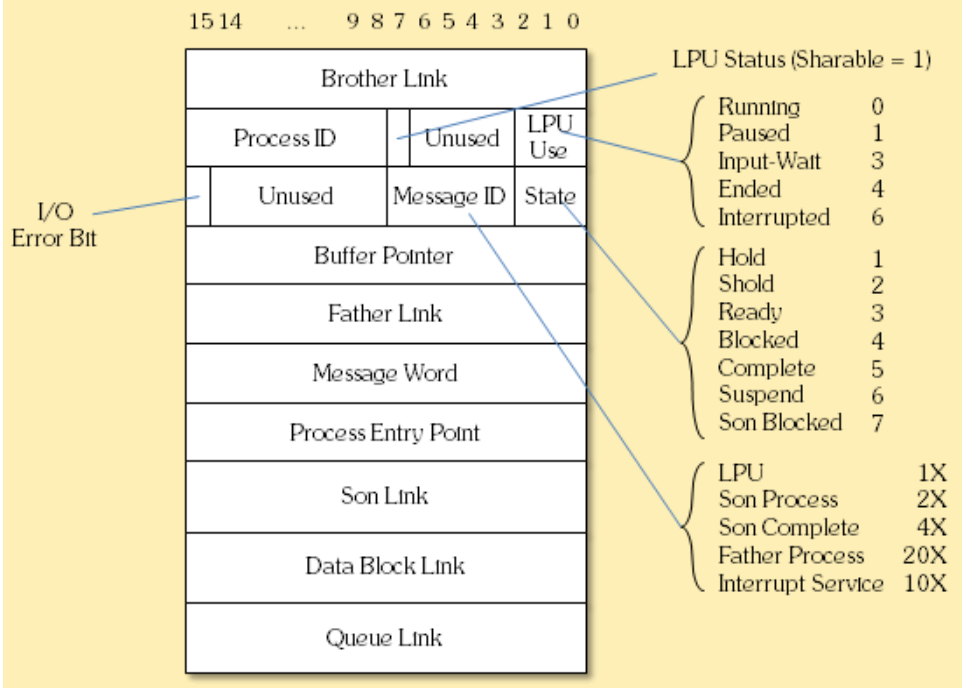 15 14 ... 9 8 7 6 5 4 3 2 1 0
Brother Link
Process ID
Unused
LPU
Use
Unused
Message ID
State
Buffer Pointer
Father Link
Message Word
Process Entry Point
Son Link
Data Block Link
Queue Link
I/O
Error Bit
LPU Status (Sharable = 1)
Running 0
Paused 1
Input-Wait 3
Ended 4
Interrupted 6
Hold 1
Shold 2
Ready 3
Blocked 4
Complete 5
Suspend 6
Son Blocked 7
LPU 1X
Son Process 2X
Son Complete 4X
Father Process 20X
Interrupt Service 10X